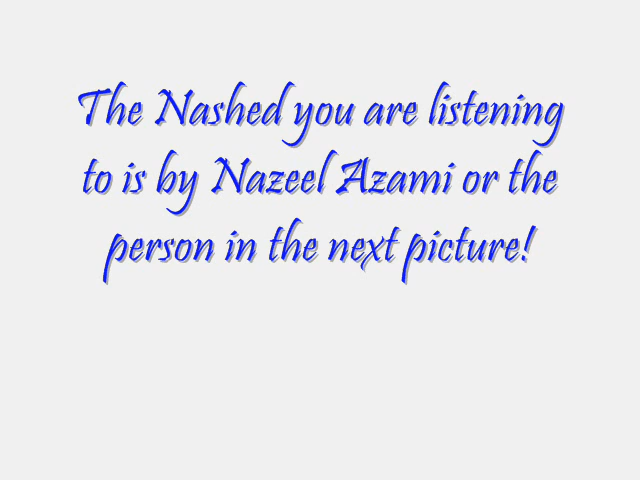 The Nashed you are listening
to is by Nazeel Azami or the
person in the next picture!